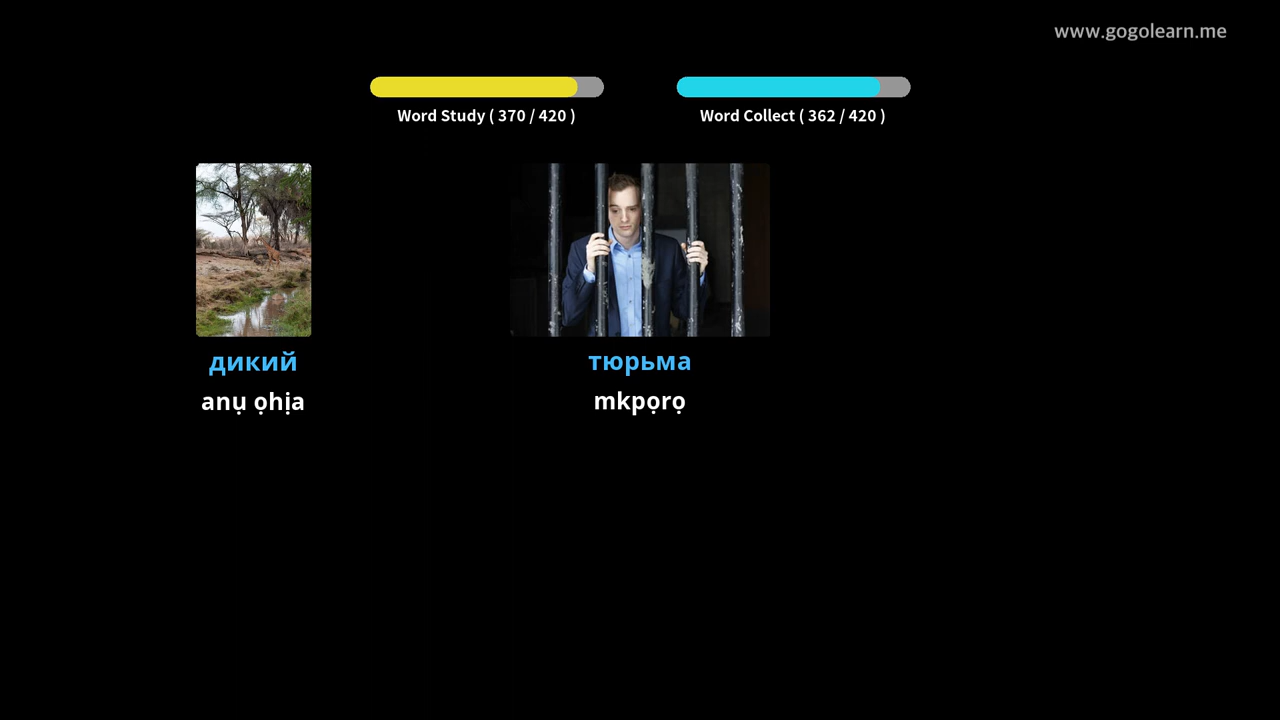 www.gogolearn.me
Word Study ( 370 / 420 )
Word Collect ( 362 / 420 )
дикий
тюрьма
anụ ọhịa
mkpọrọ